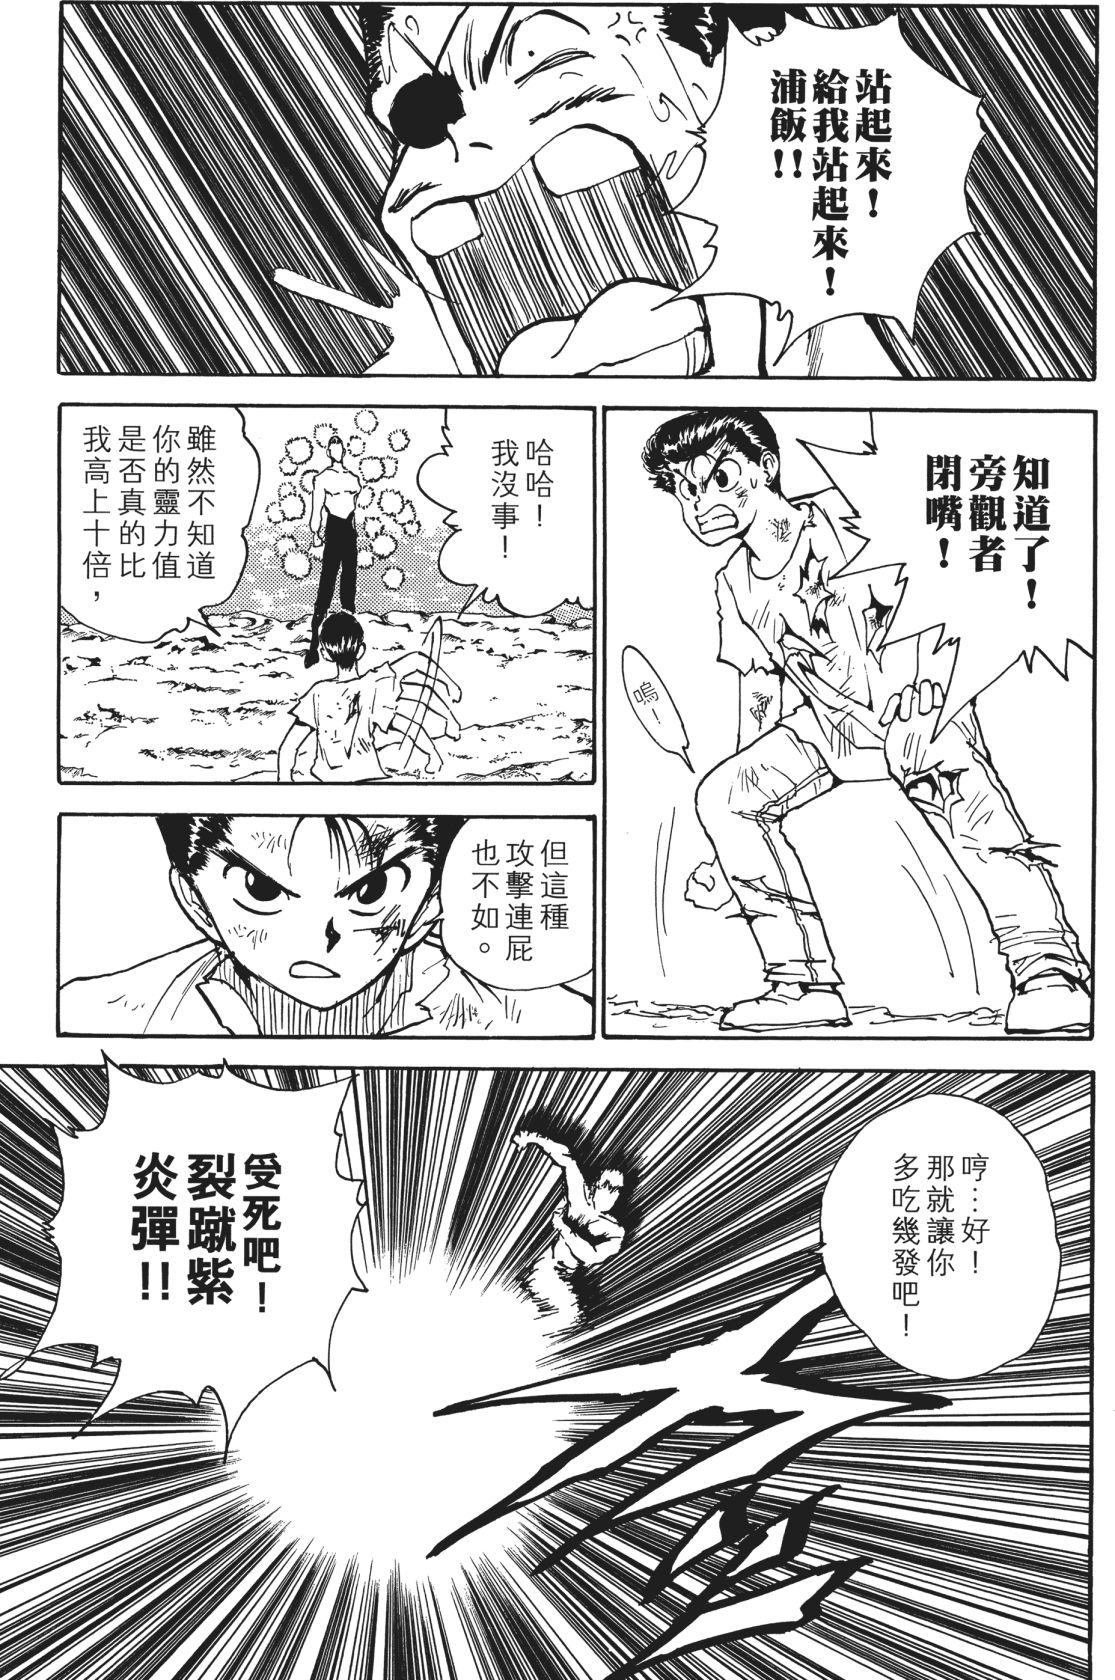 站起來！
給我站起來！
浦飯！！
知道了！
旁觀者
閉嘴！
嗚—
哈哈！
我沒事！
雖然不知道
你的靈力值
是否真的比
我高上十倍，
但這種
攻擊連屁
也不如。
哼…好！
那就讓你
多吃幾發吧！
受死吧！
裂蹴紫
炎彈！！